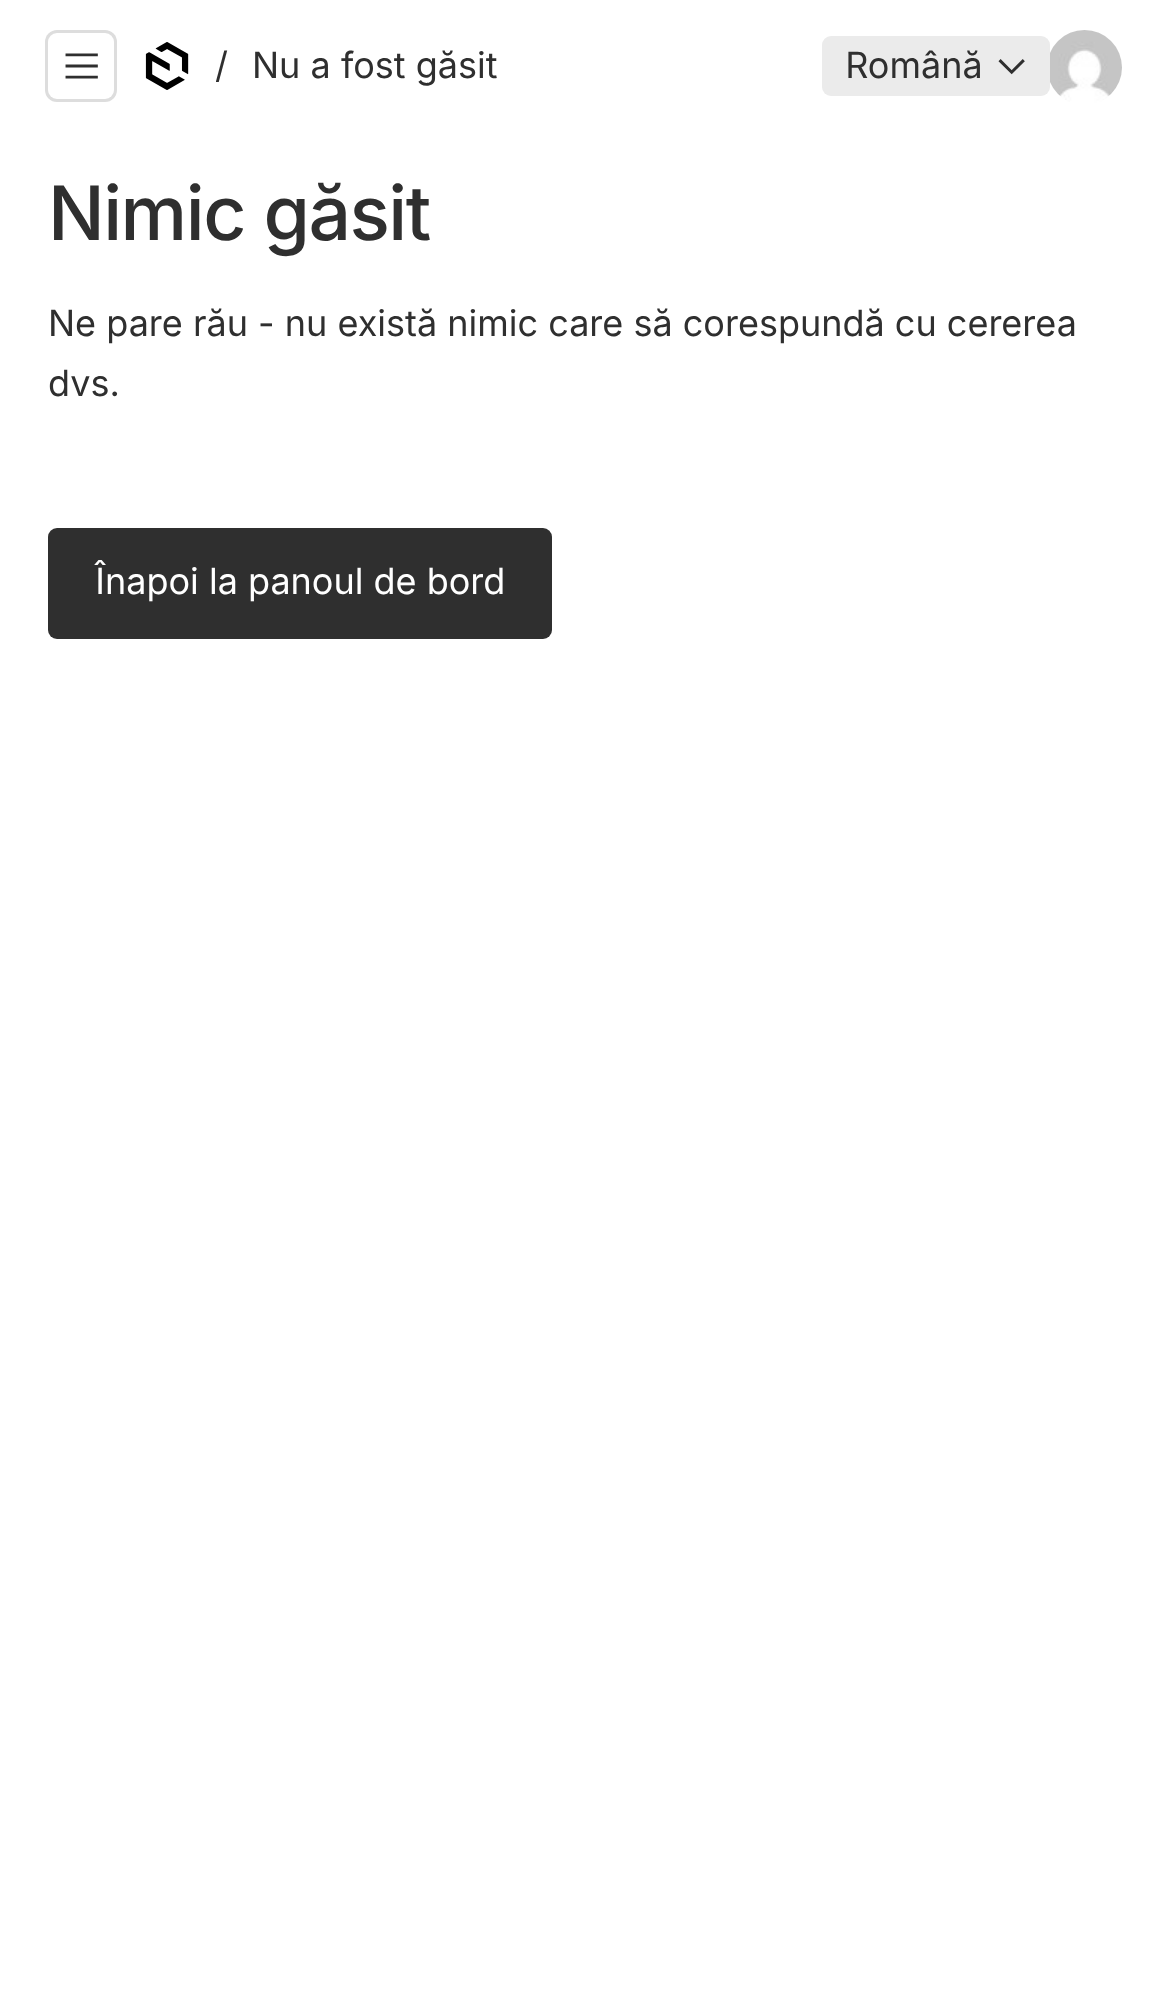 / Nu a fost găsit
Română
Nimic găsit
Ne pare rău - nu există nimic care să corespundă cu cererea
dvs.
Înapoi la panoul de bord